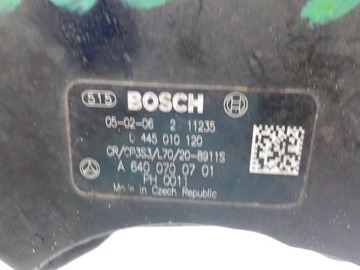 515 BOSCH
05-02-06 2 11235
0 445 010 120
CR/CP3S3/L70/20-8911S
A 640 070 07 01
PH 0011
Made in Czech Republic